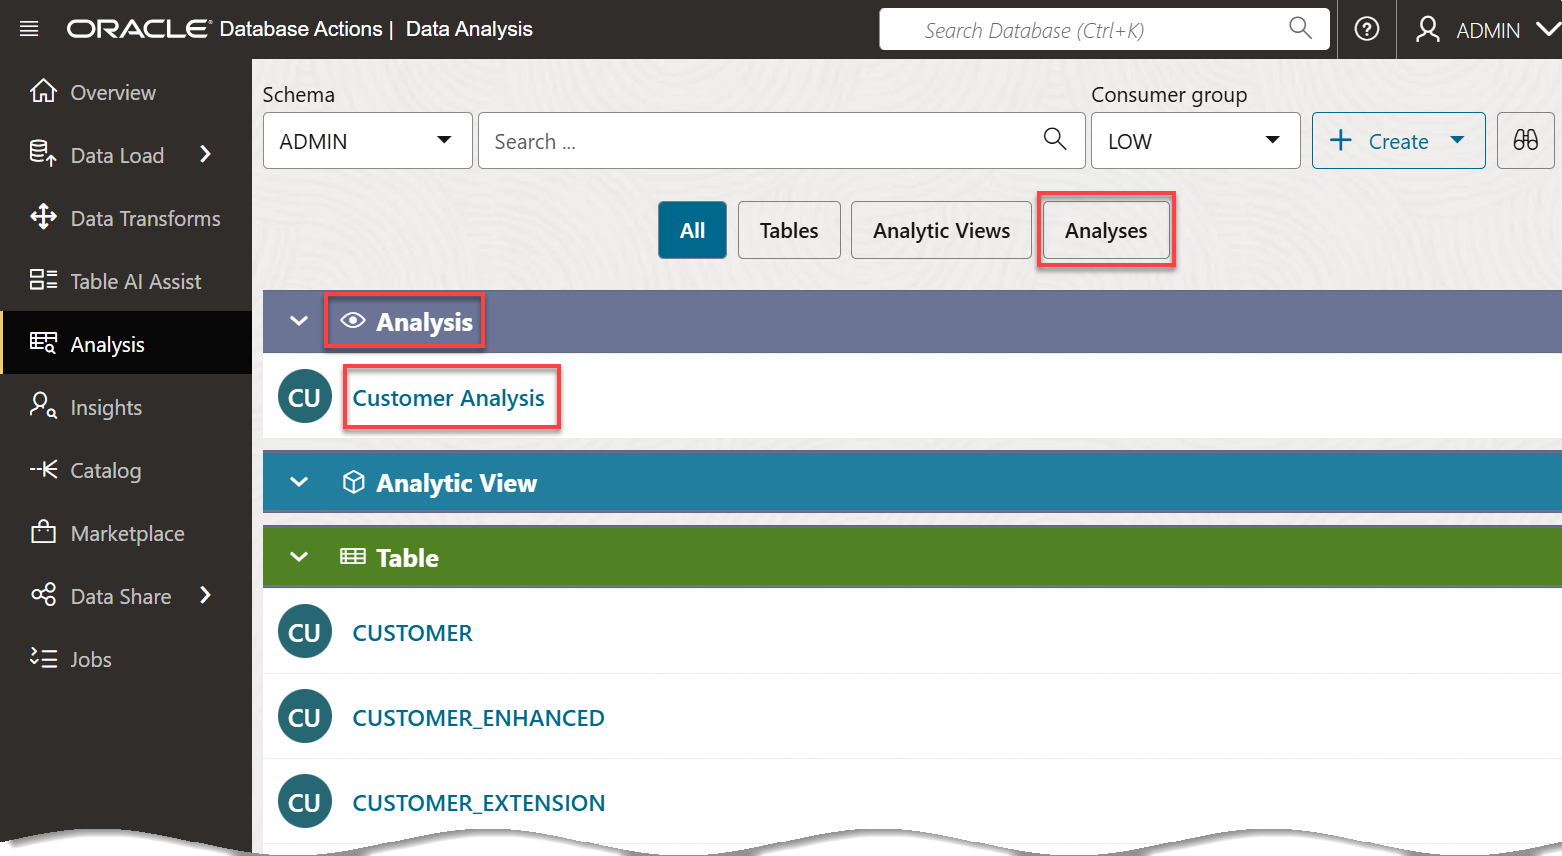 ORACLE® Database Actions | Data Analysis
Search Database (Ctrl+K)
ADMIN
Overview
Data Load
Data Transforms
Table AI Assist
Analysis
Insights
Catalog
Marketplace
Data Share
Jobs
Schema
Consumer group
ADMIN
Search ...
LOW
Create
All
Tables
Analytic Views
Analyses
Analysis
CU Customer Analysis
Analytic View
Table
CU CUSTOMER
CU CUSTOMER_ENHANCED
CU CUSTOMER_EXTENSION